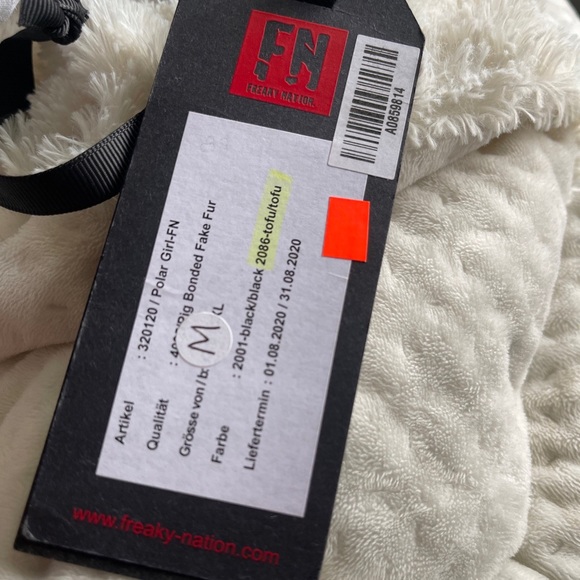 FN
FREAKY NATION
A0859814
Artikel : 320120 / Polar Girl-FN
Qualität : Big Bonded Fake Fur
Grösse von / XL
M
Farbe : 2001-black/black 2086-tofu/tofu
Liefertermin : 01.08.2020 / 31.08.2020
www.freaky-nation.com